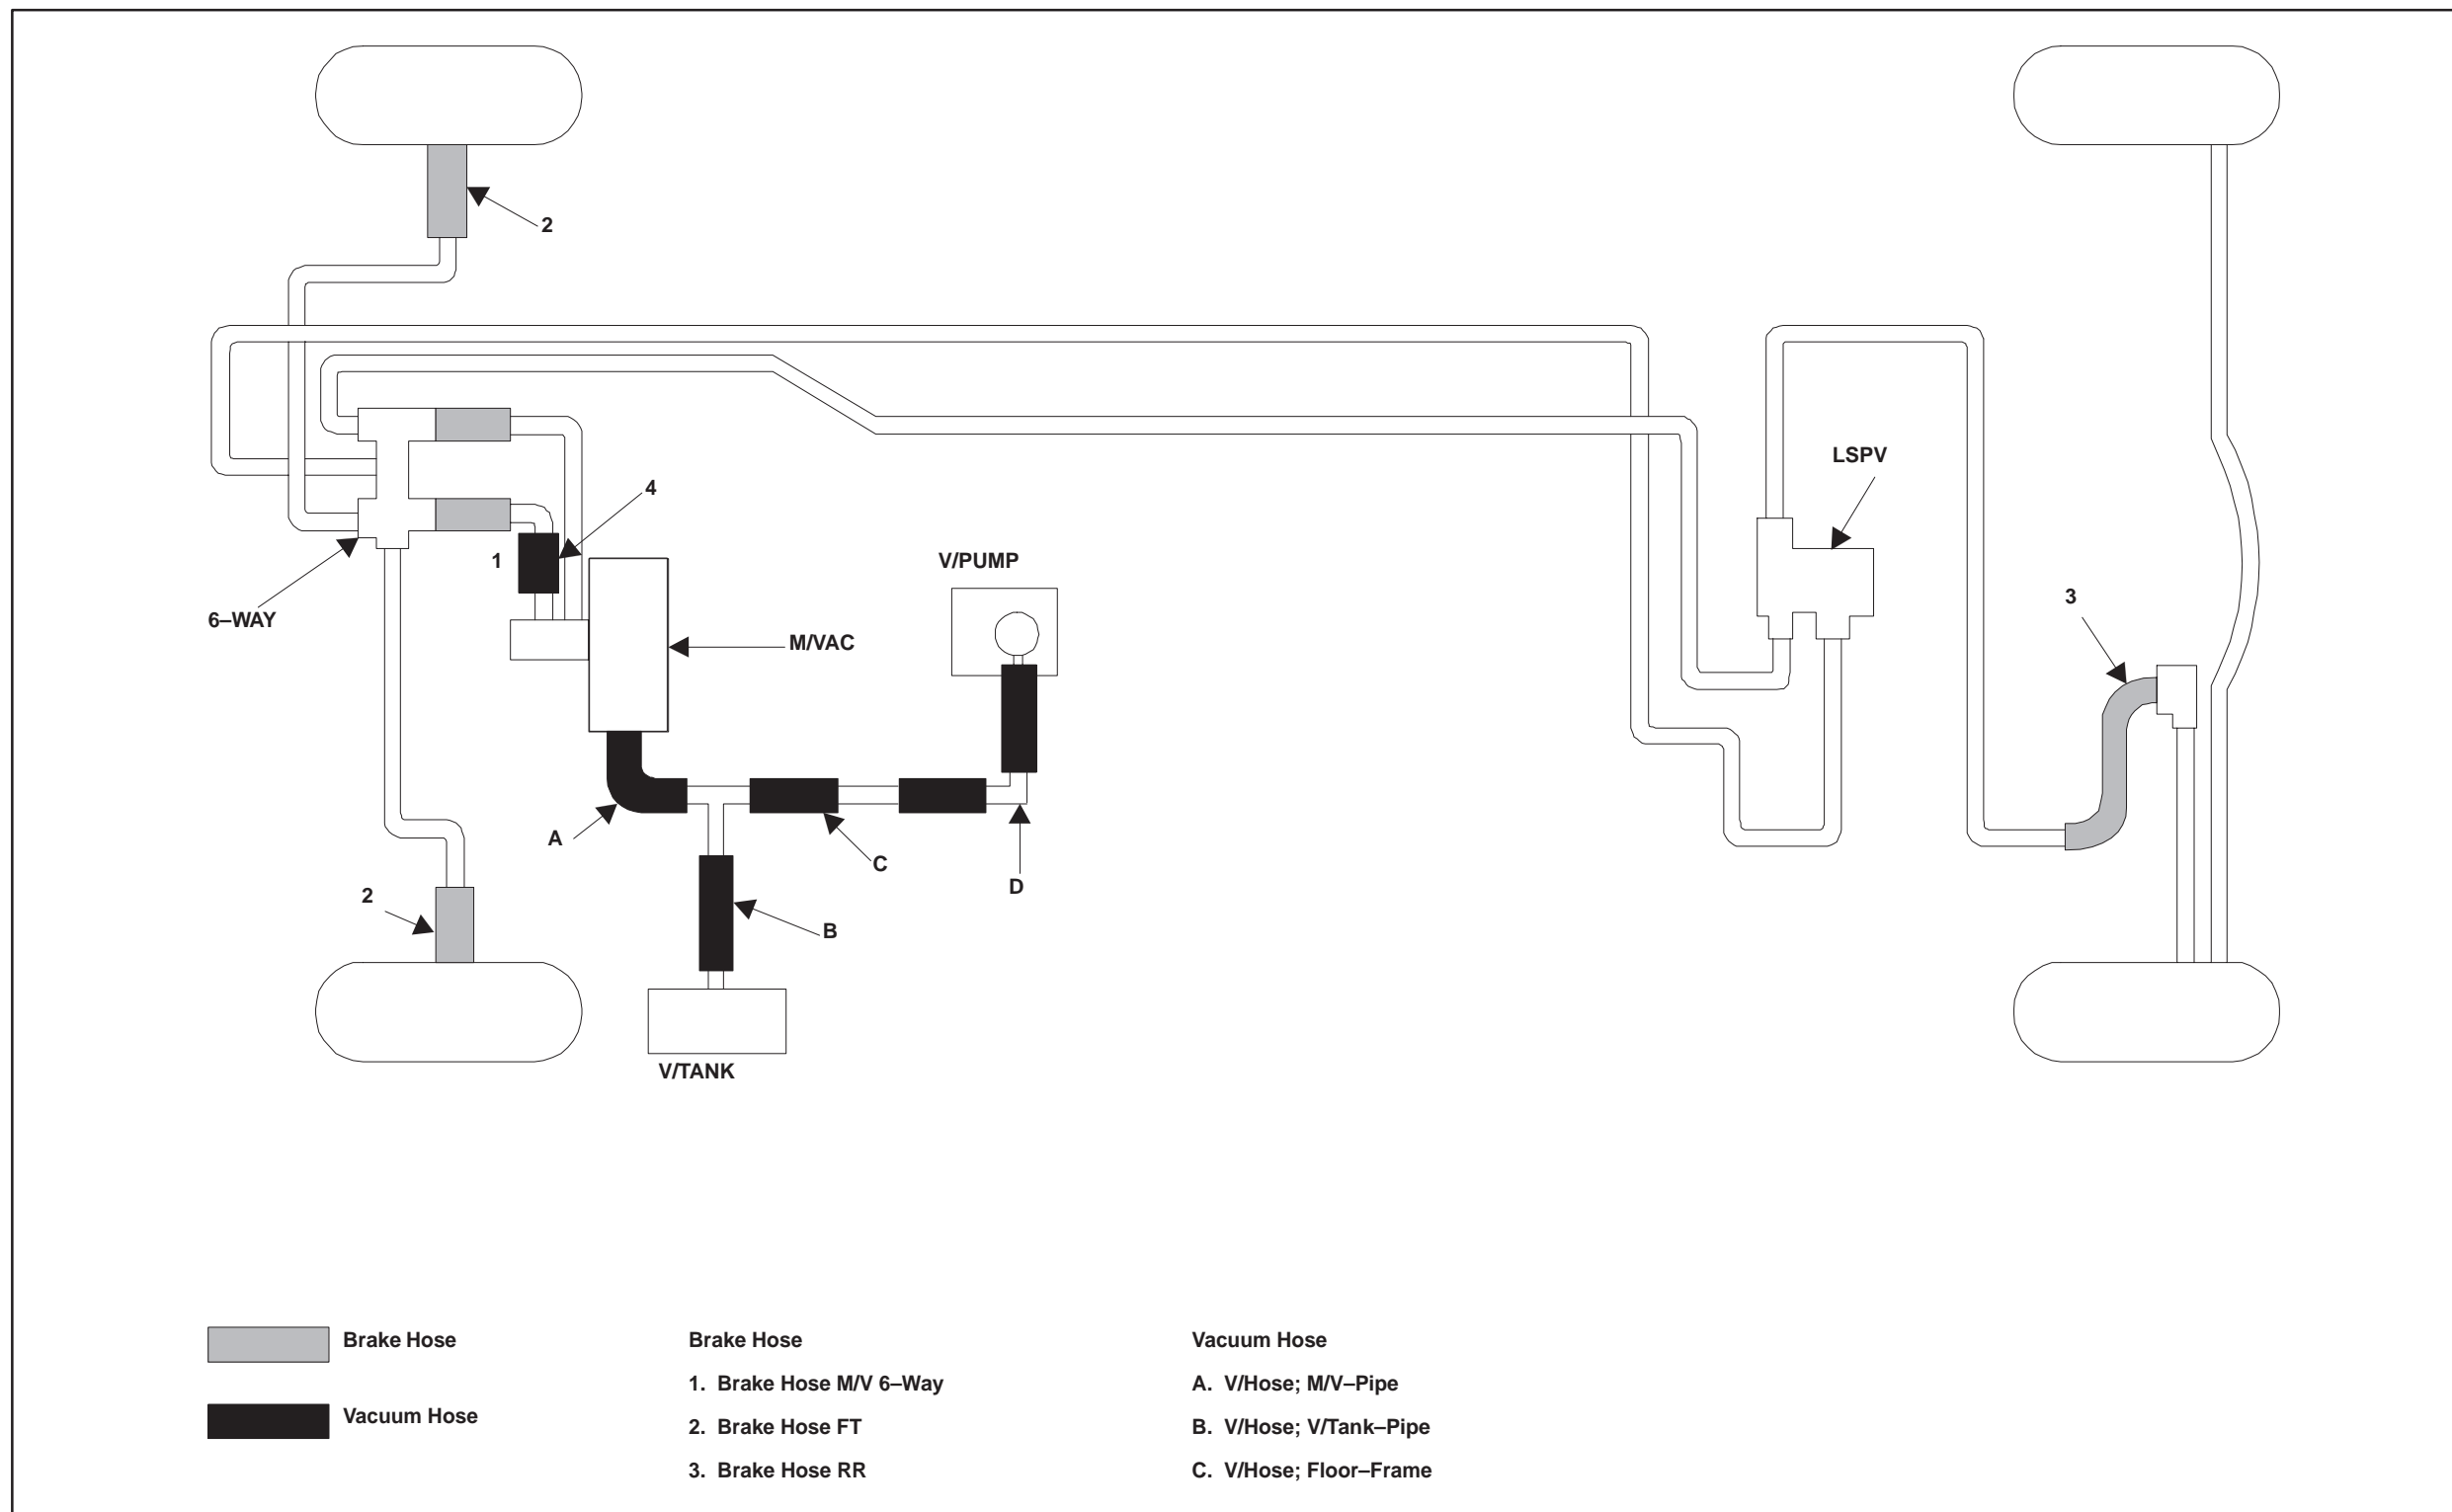 2
LSPV
4
V/PUMP
1
3
6–WAY
M/VAC
A
C
D
2
B
V/TANK
Brake Hose
Vacuum Hose
Brake Hose
1. Brake Hose M/V 6–Way
2. Brake Hose FT
3. Brake Hose RR
Vacuum Hose
A. V/Hose; M/V–Pipe
B. V/Hose; V/Tank–Pipe
C. V/Hose; Floor–Frame